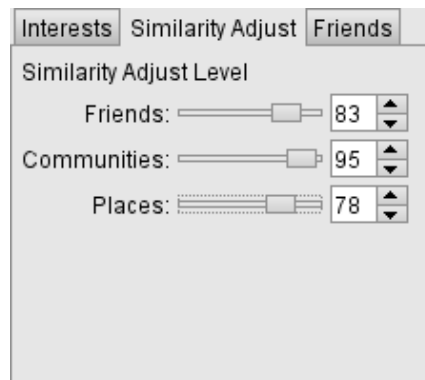 Interests Similarity Adjust Friends
Similarity Adjust Level
Friends: 83
Communities: 95
Places: 78